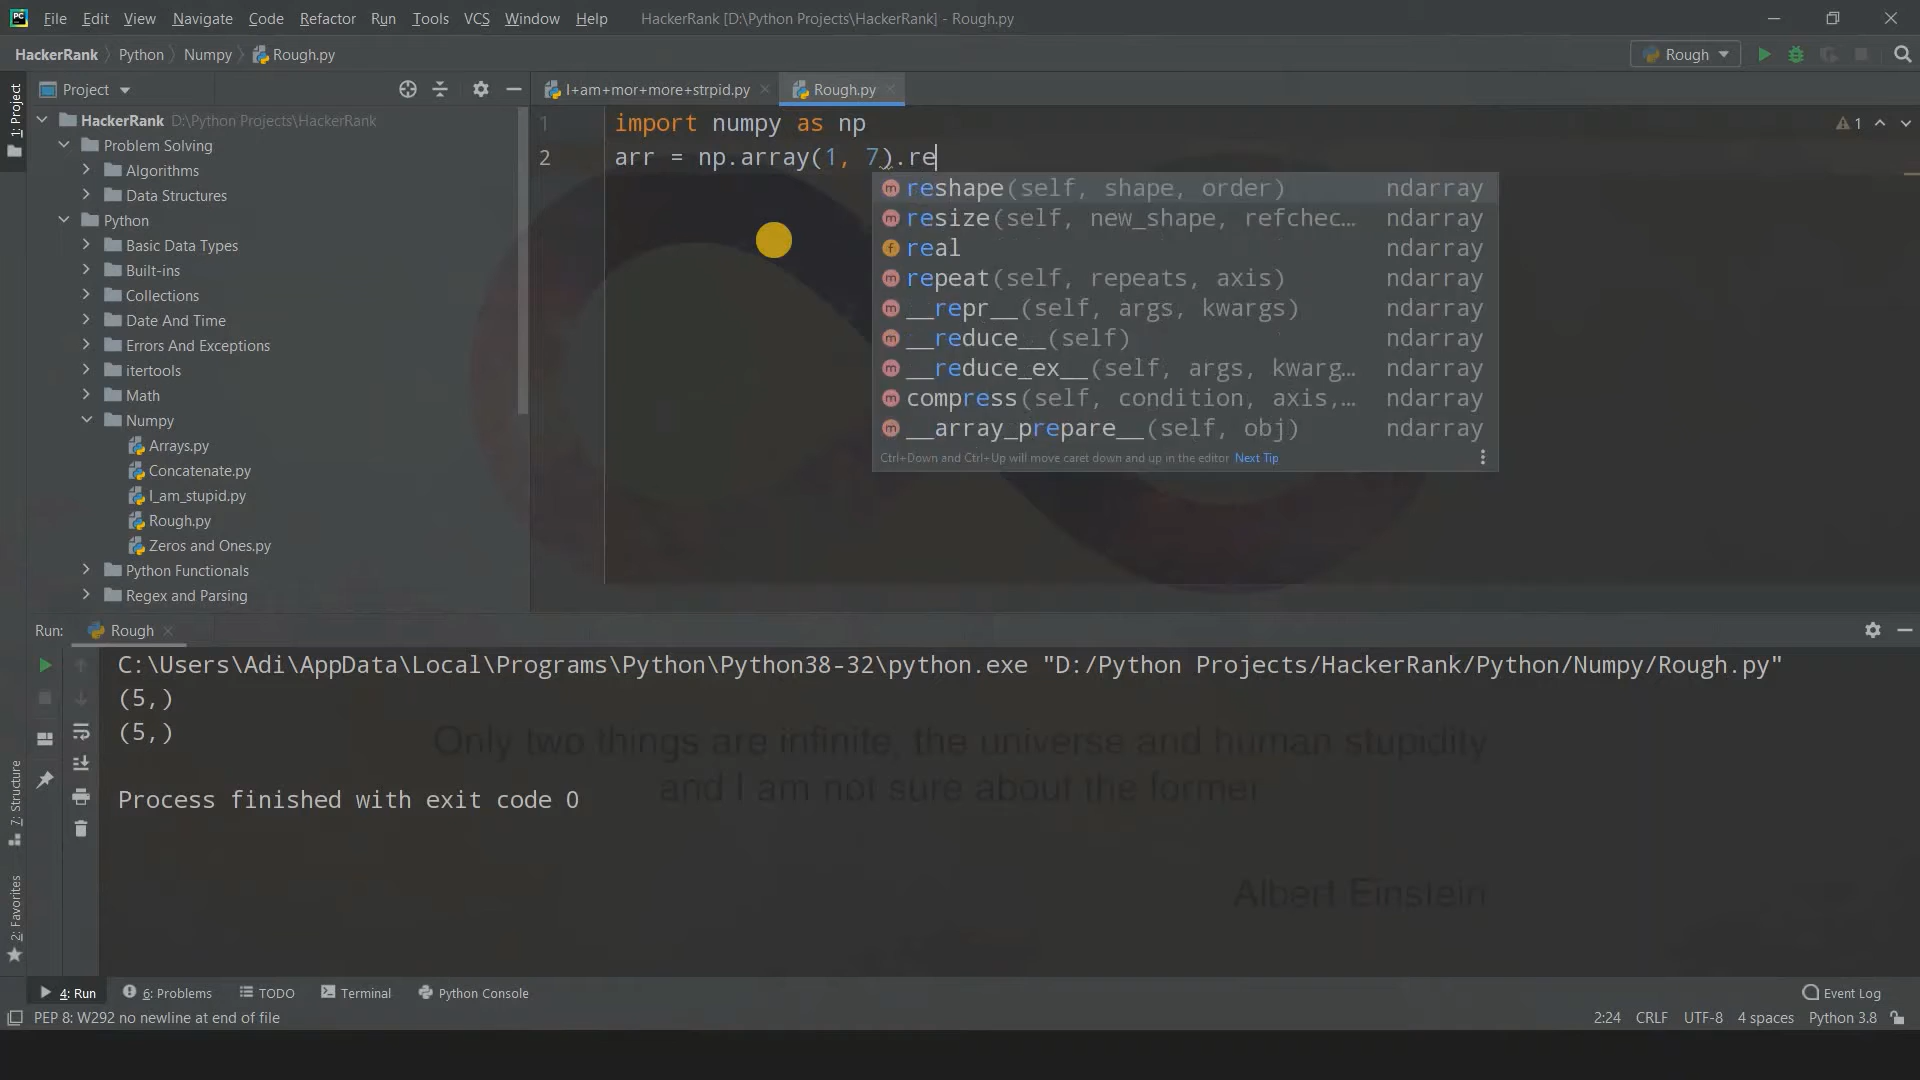 File Edit View Navigate Code Refactor Run Tools VCS Window Help HackerRank [D:\Python Projects\HackerRank] - Rough.py
HackerRank Python Numpy Rough.py Rough
1: Project
Project
I+am+mor+more+strpid.py Rough.py
HackerRank D:\Python Projects\HackerRank
Problem Solving
Algorithms
Data Structures
Python
Basic Data Types
Built-ins
Collections
Date And Time
Errors And Exceptions
itertools
Math
Numpy
Arrays.py
Concatenate.py
I_am_stupid.py
Rough.py
Zeros and Ones.py
Python Functionals
Regex and Parsing
1 import numpy as np
2 arr = np.array(1, 7).re
1
reshape(self, shape, order) ndarray
resize(self, new_shape, refchec... ndarray
real ndarray
repeat(self, repeats, axis) ndarray
__repr__(self, args, kwargs) ndarray
__reduce__(self) ndarray
__reduce_ex__(self, args, kwarg... ndarray
compress(self, condition, axis,... ndarray
__array_prepare__(self, obj) ndarray
Ctrl+Down and Ctrl+Up will move caret down and up in the editor Next Tip
Run: Rough
C:\Users\Adi\AppData\Local\Programs\Python\Python38-32\python.exe "D:/Python Projects/HackerRank/Python/Numpy/Rough.py"
(5,)
(5,)
Process finished with exit code 0
Only two things are infinite, the universe and human stupidity
and I am not sure about the former
Albert Einstein
7: Structure
2: Favorites
4: Run 6: Problems TODO Terminal Python Console Event Log
PEP 8: W292 no newline at end of file 2:24 CRLF UTF-8 4 spaces Python 3.8